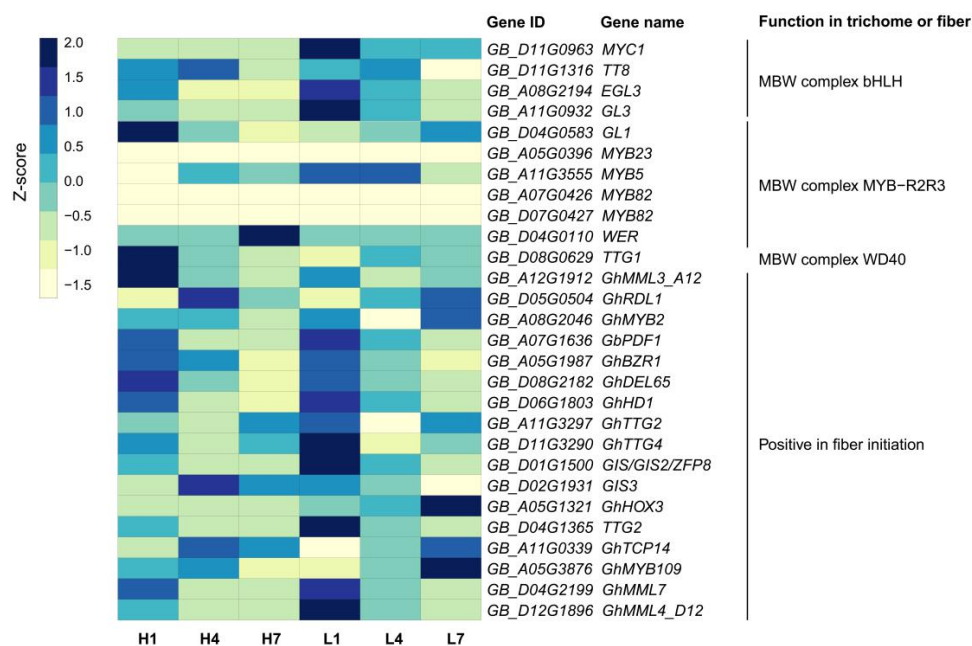 Gene ID Gene name Function in trichome or fiber
2.0
1.5
1.0
0.5
0.0
−0.5
−1.0
−1.5
Z-score
GB_D11G0963 MYC1
GB_D11G1316 TT8
GB_A08G2194 EGL3
GB_A11G0932 GL3
MBW complex bHLH
GB_D04G0583 GL1
GB_A05G0396 MYB23
GB_A11G3555 MYB5
GB_A07G0426 MYB82
GB_D07G0427 MYB82
GB_D04G0110 WER
MBW complex MYB−R2R3
GB_D08G0629 TTG1
MBW complex WD40
GB_A12G1912 GhMML3_A12
GB_D05G0504 GhRDL1
GB_A08G2046 GhMYB2
GB_A07G1636 GbPDF1
GB_A05G1987 GhBZR1
GB_D08G2182 GhDEL65
GB_D06G1803 GhHD1
GB_A11G3297 GhTTG2
GB_D11G3290 GhTTG4
GB_D01G1500 GIS/GIS2/ZFP8
GB_D02G1931 GIS3
GB_A05G1321 GhHOX3
GB_D04G1365 TTG2
GB_A11G0339 GhTCP14
GB_A05G3876 GhMYB109
GB_D04G2199 GhMML7
GB_D12G1896 GhMML4_D12
Positive in fiber initiation
H1 H4 H7 L1 L4 L7